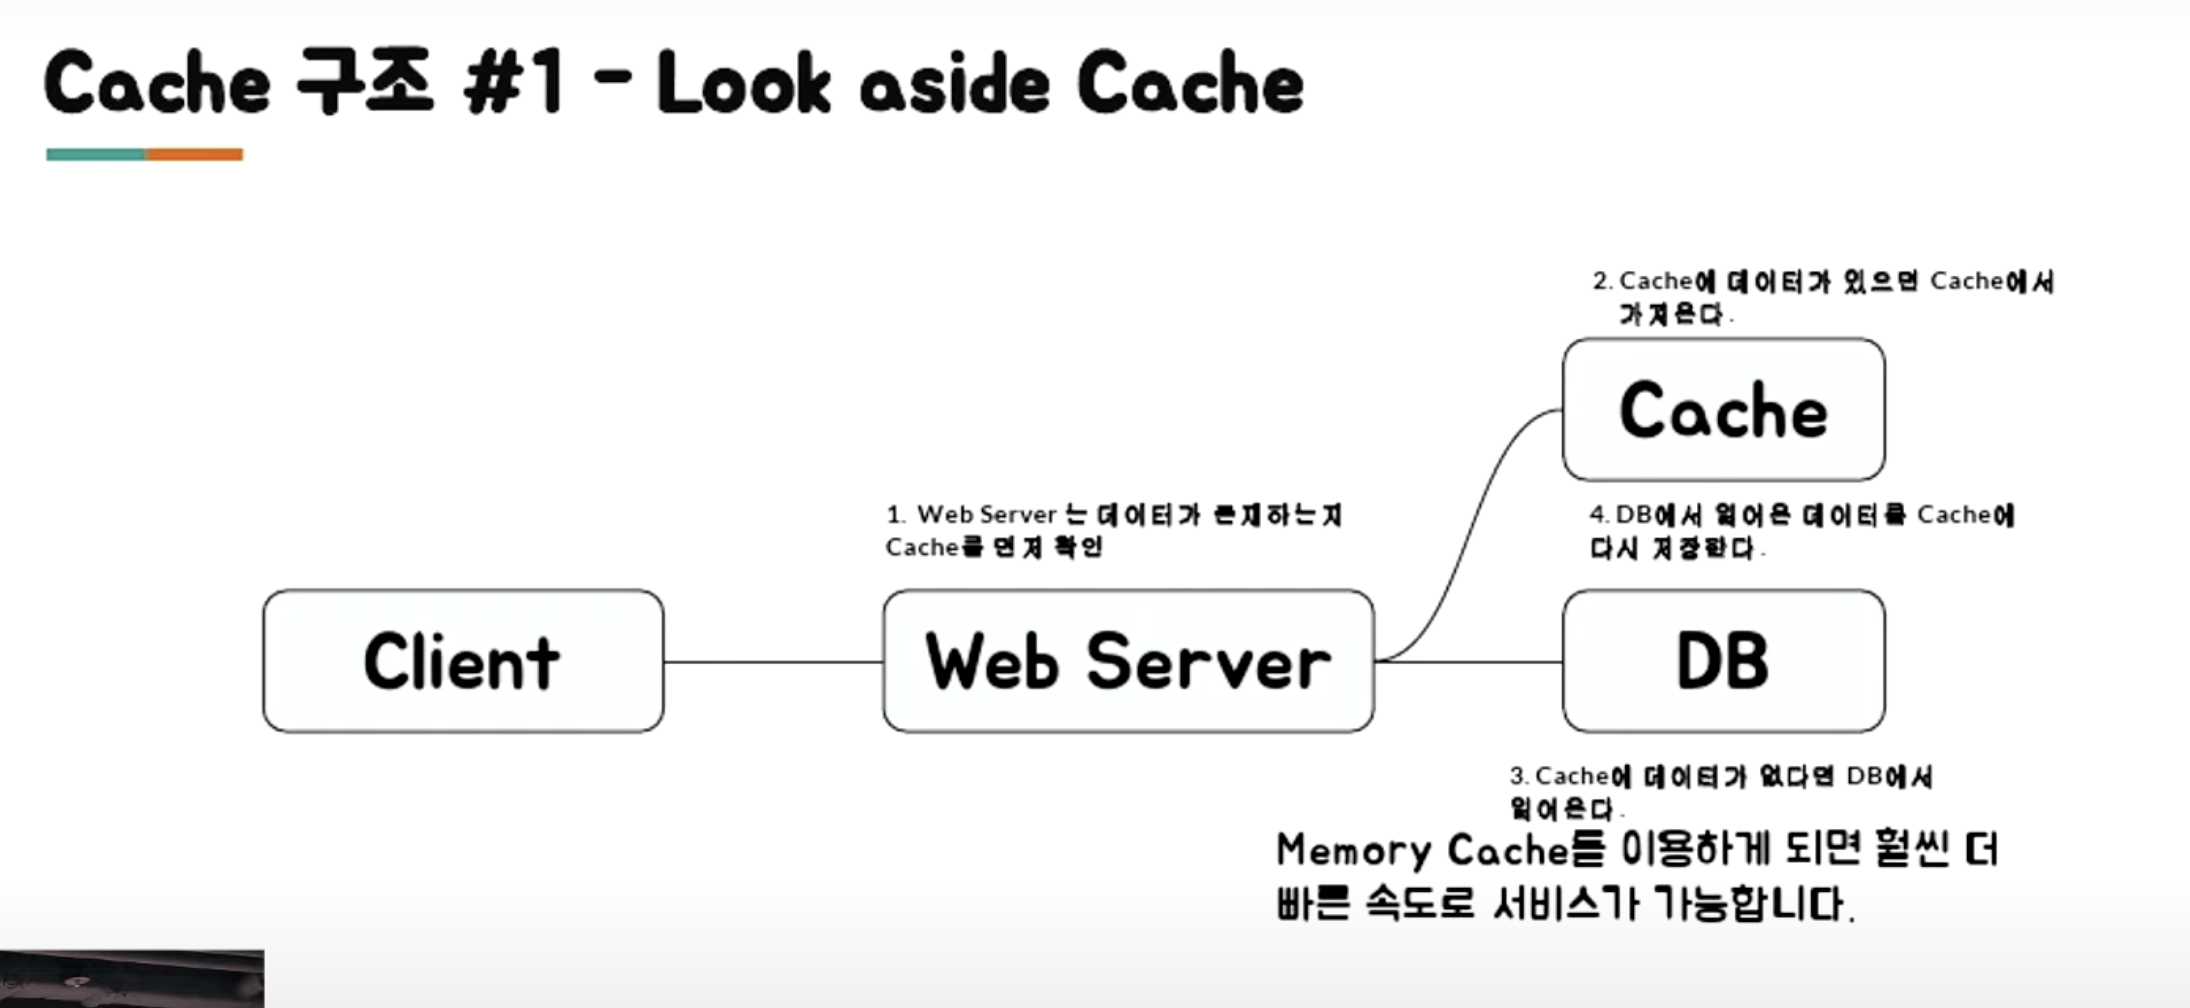 Cache 구조 #1 - Look aside Cache
2. Cache에 데이터가 있으면 Cache에서
가져온다.
Cache
1. Web Server 는 데이터가 존재하는지
Cache를 먼저 확인
4. DB에서 읽어온 데이터를 Cache에
다시 저장한다.
Client
Web Server
DB
3. Cache에 데이터가 없다면 DB에서
읽어온다.
Memory Cache를 이용하게 되면 훨씬 더
빠른 속도로 서비스가 가능합니다.